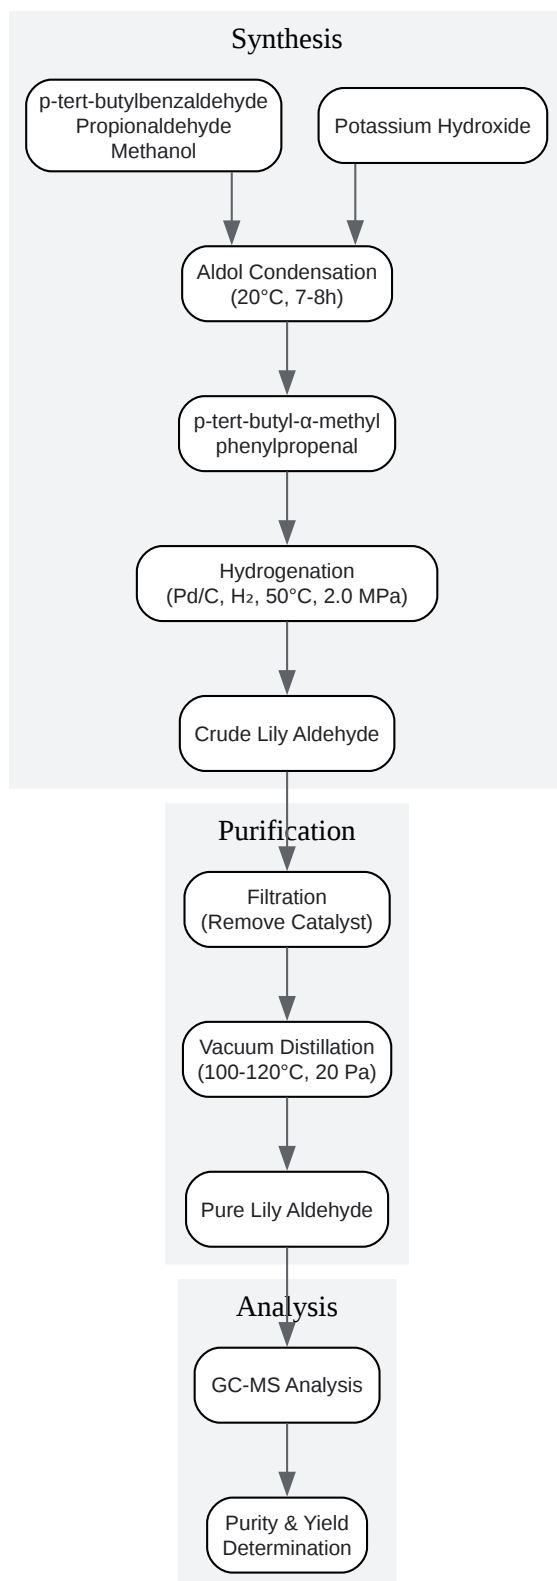 Synthesis
p-tert-butylbenzaldehyde
Propionaldehyde
Methanol
Potassium Hydroxide
Aldol Condensation
(20°C, 7-8h)
p-tert-butyl-α-methyl
phenylpropenal
Hydrogenation
(Pd/C, H₂, 50°C, 2.0 MPa)
Crude Lily Aldehyde
Purification
Filtration
(Remove Catalyst)
Vacuum Distillation
(100-120°C, 20 Pa)
Pure Lily Aldehyde
Analysis
GC-MS Analysis
Purity & Yield
Determination